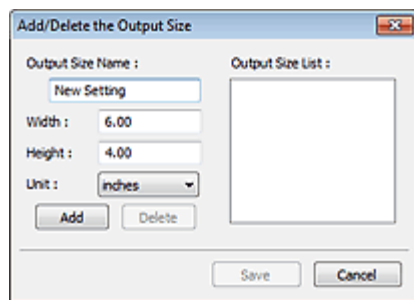 Add/Delete the Output Size
Output Size Name :
Output Size List :
New Setting
Width :
6.00
Height :
4.00
Unit :
inches
Add
Delete
Save
Cancel